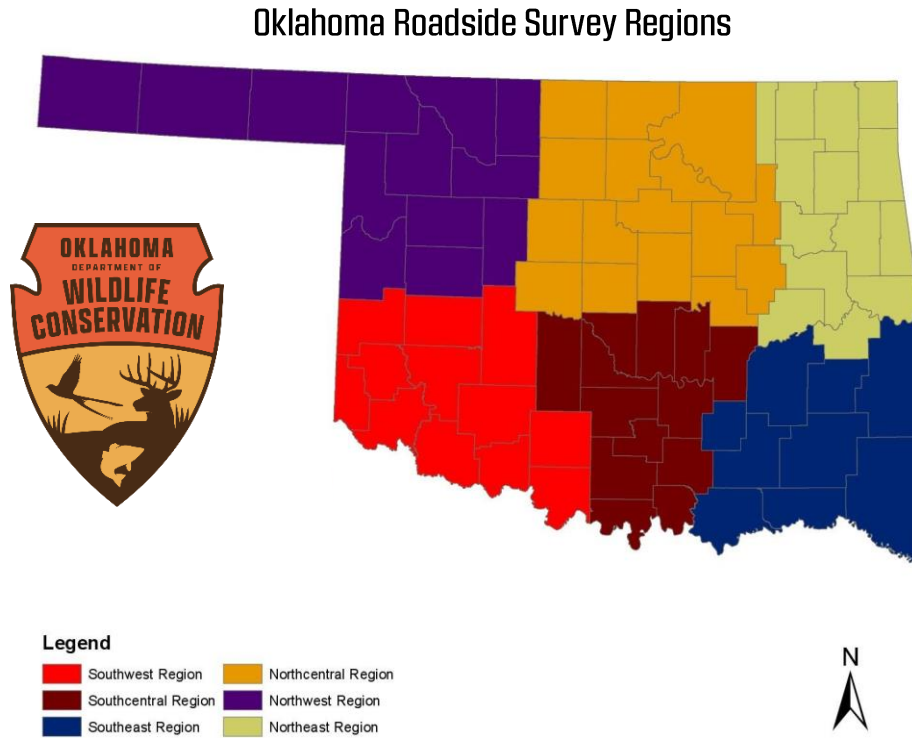 Oklahoma Roadside Survey Regions
OKLAHOMA
DEPARTMENT OF
WILDLIFE
CONSERVATION
Legend
Southwest Region
Northcentral Region
Southcentral Region
Northwest Region
Southeast Region
Northeast Region
N